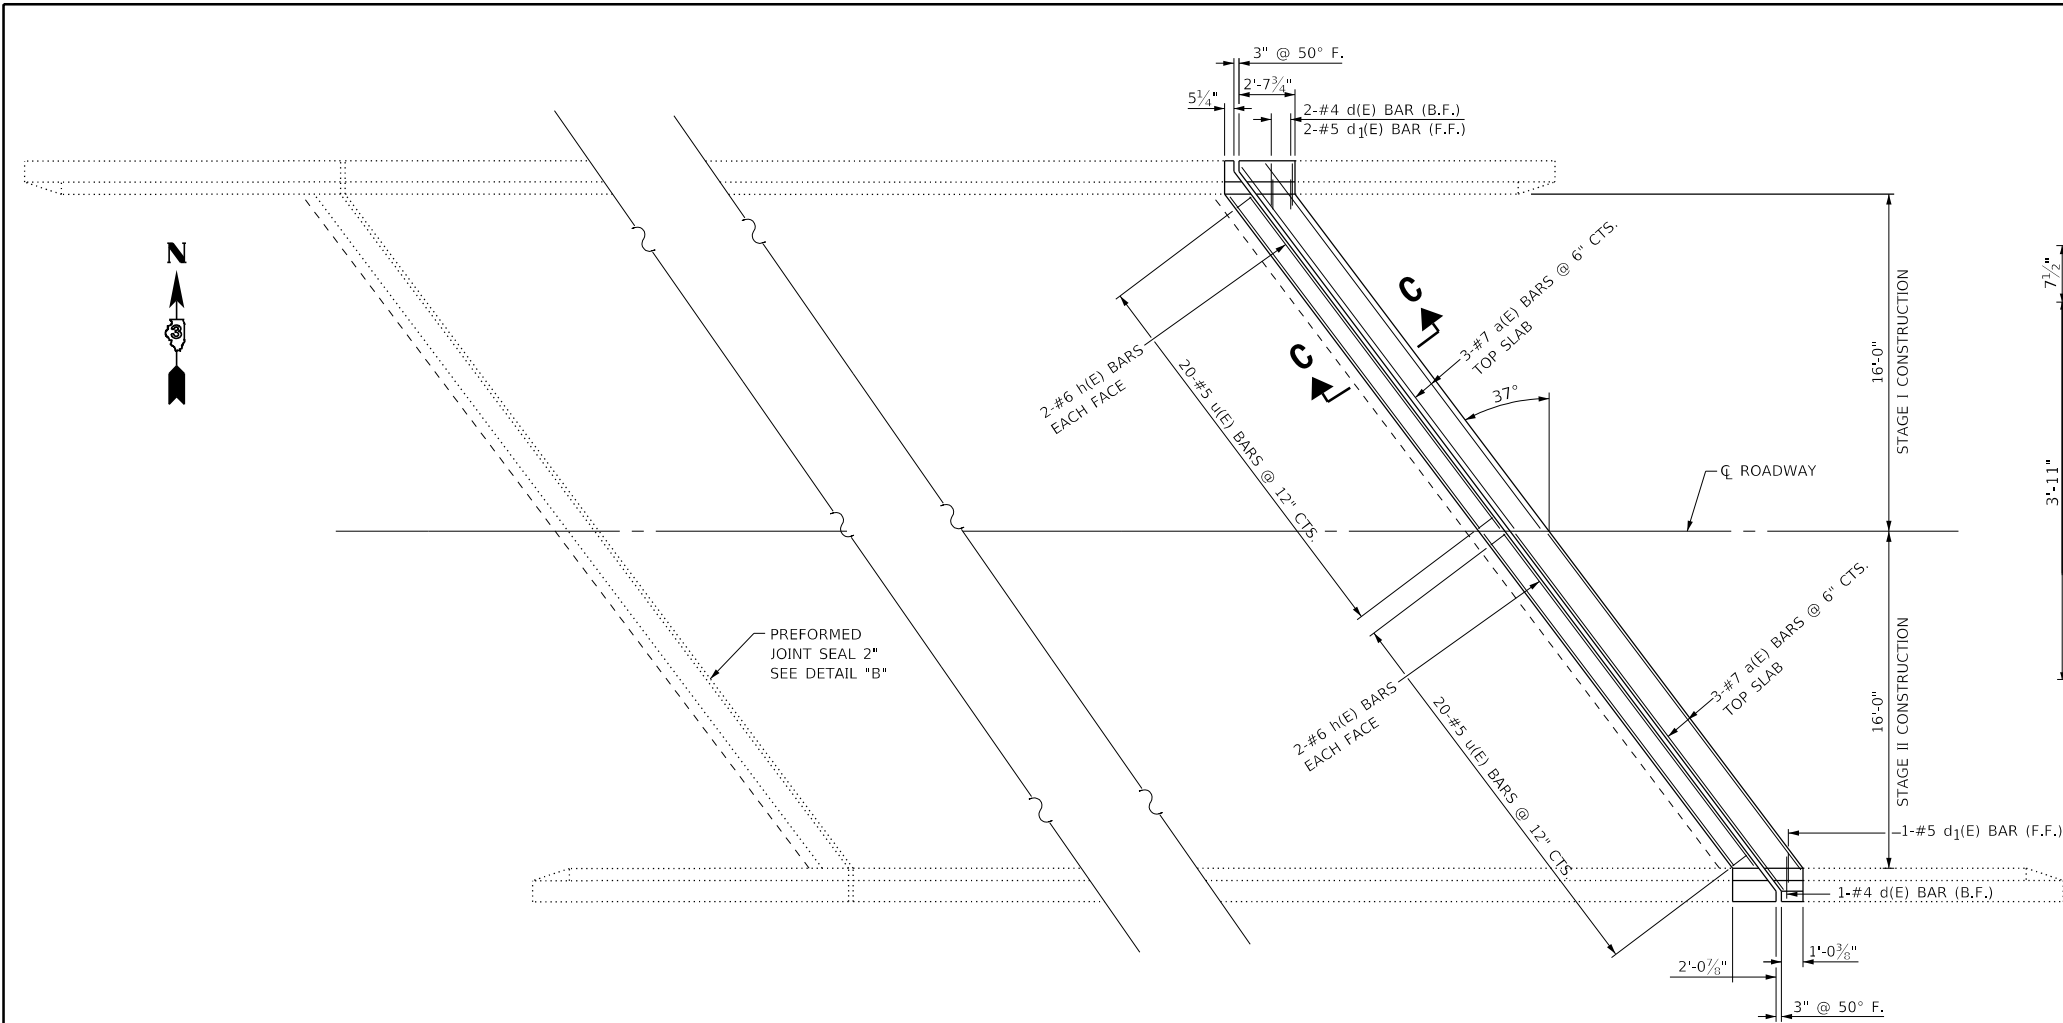 3" @ 50° F.
2'-7¾"
5¼"
2-#4 d(E) BAR (B.F.)
2-#5 d₁(E) BAR (F.F.)
N
3
C
C
3-#7 a(E) BARS @ 6" CTS.
TOP SLAB
37°
16'-0"
STAGE I CONSTRUCTION
7½"
3'-11"
2-#6 h(E) BARS
EACH FACE
20-#5 u(E) BARS @ 12" CTS.
℄ ROADWAY
PREFORMED
JOINT SEAL 2"
SEE DETAIL "B"
3-#7 a(E) BARS @ 6" CTS.
TOP SLAB
16'-0"
STAGE II CONSTRUCTION
2-#6 h(E) BARS
EACH FACE
20-#5 u(E) BARS @ 12" CTS.
1-#5 d₁(E) BAR (F.F.)
1-#4 d(E) BAR (B.F.)
1'-0⅜"
2'-0⅞"
3" @ 50° F.